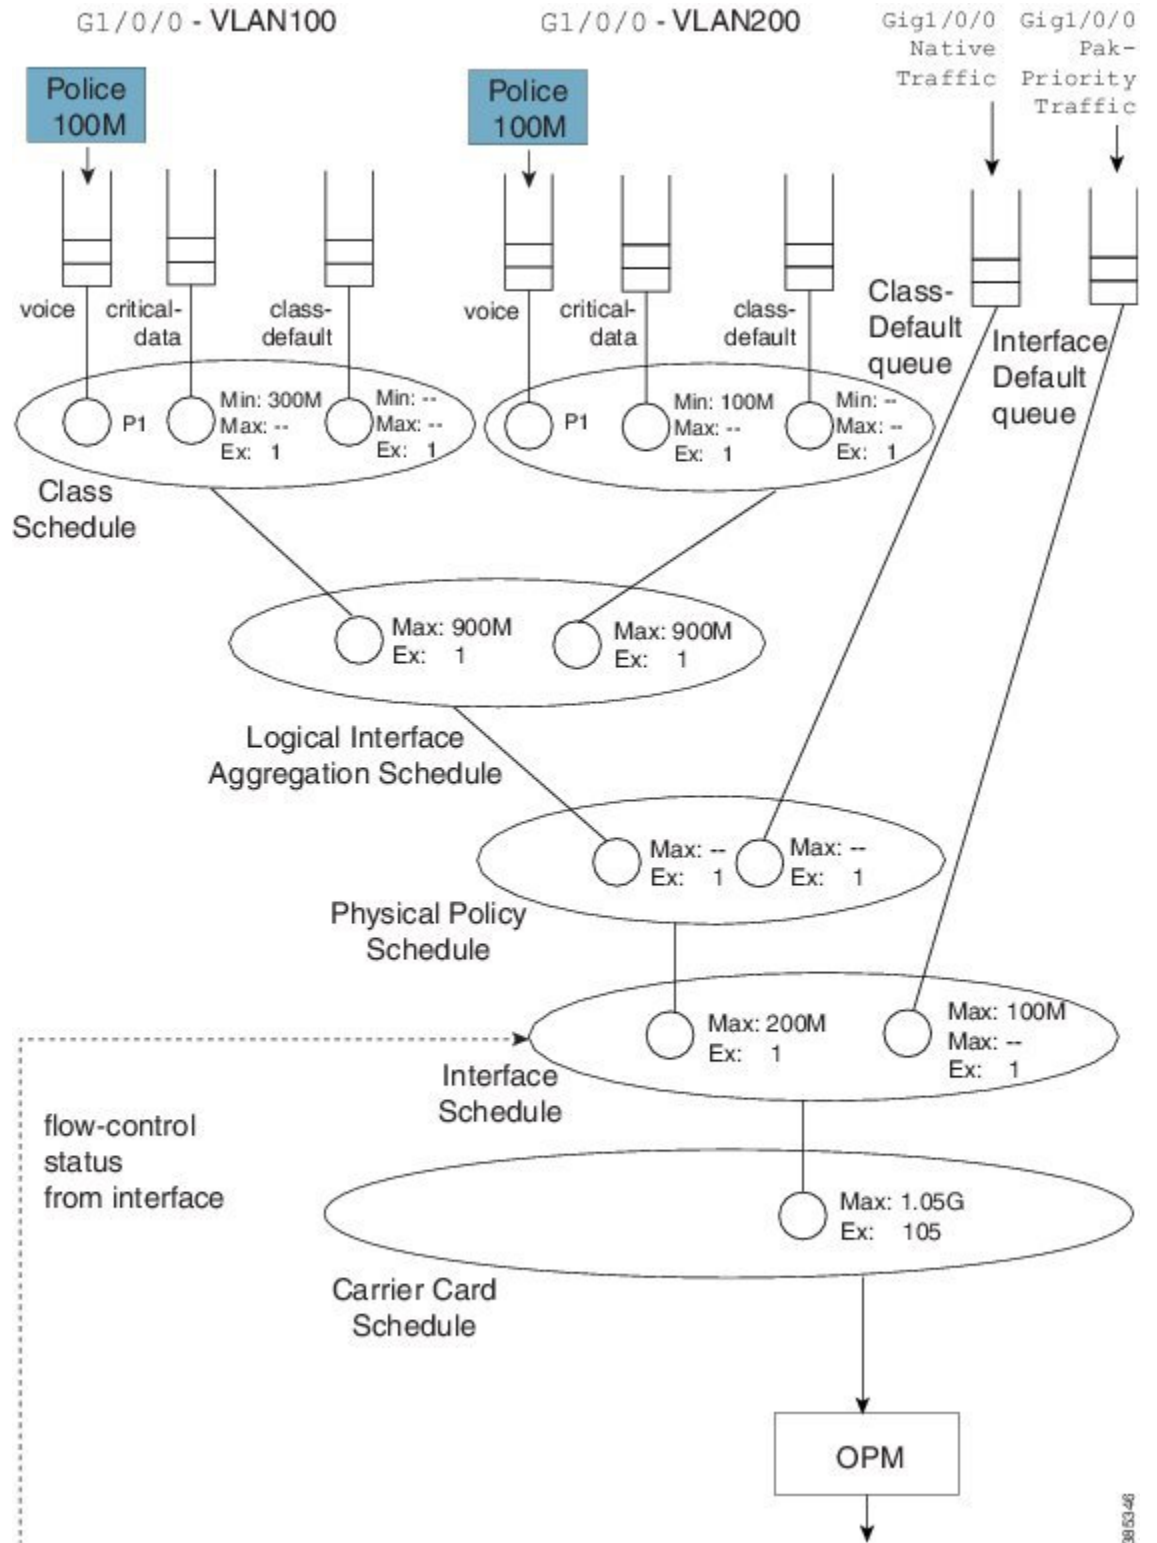 G1/0/0 - VLAN100
G1/0/0 - VLAN200
Gig1/0/0
Native
Traffic
Gig1/0/0
Pak-
Priority
Traffic
Police
100M
Police
100M
voice
critical-
data
class-
default
voice
critical-
data
class-
default
Class-
Default
queue
Interface
Default
queue
P1
Min: 300M
Max: --
Ex: 1
Min: --
Max: --
Ex: 1
P1
Min: 100M
Max: --
Ex: 1
Min: --
Max: --
Ex: 1
Class
Schedule
Max: 900M
Ex: 1
Max: 900M
Ex: 1
Logical Interface
Aggregation Schedule
Max: --
Ex: 1
Max: --
Ex: 1
Physical Policy
Schedule
Max: 200M
Ex: 1
Max: 100M
Max: --
Ex: 1
Interface
Schedule
flow-control
status
from interface
Max: 1.05G
Ex: 105
Carrier Card
Schedule
OPM
385346